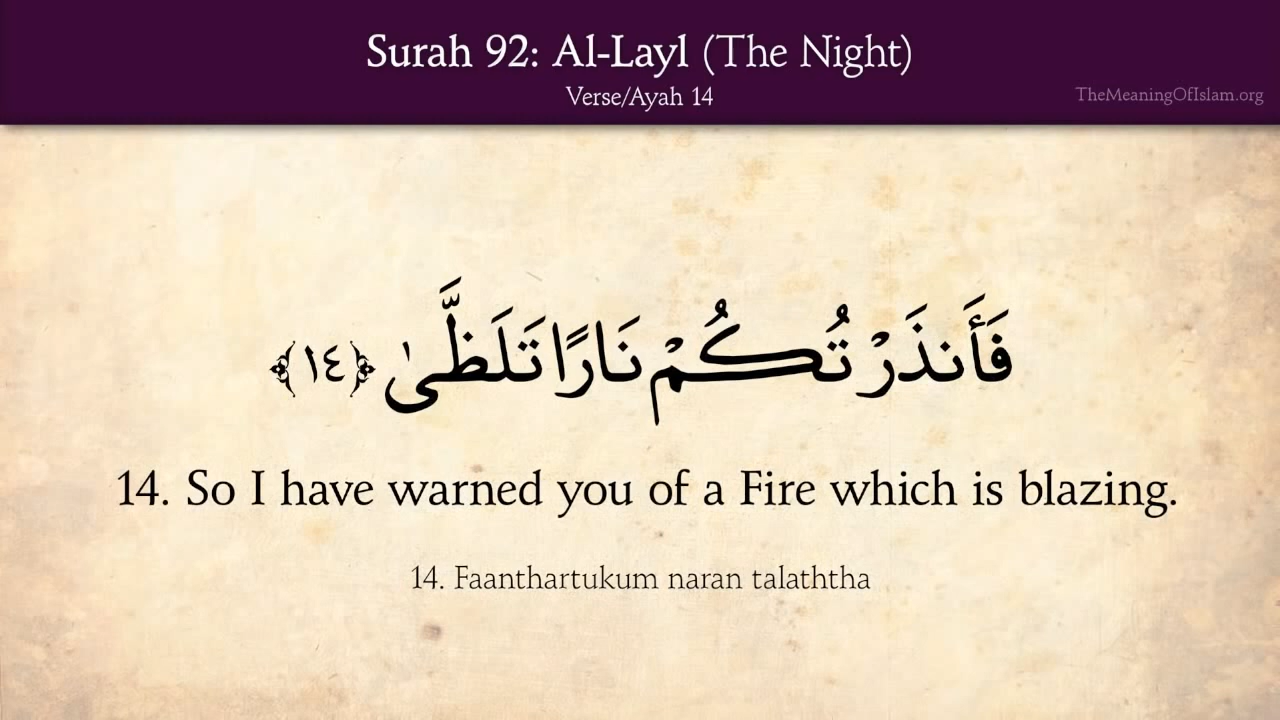 Surah 92: Al-Layl (The Night)
Verse/Ayah 14
TheMeaningOfIslam.org
فَأَنذَرْتُكُمْ نَارًا تَلَظَّىٰ ﴿١٤﴾
14. So I have warned you of a Fire which is blazing.
14. Faanthartukum naran talaththa